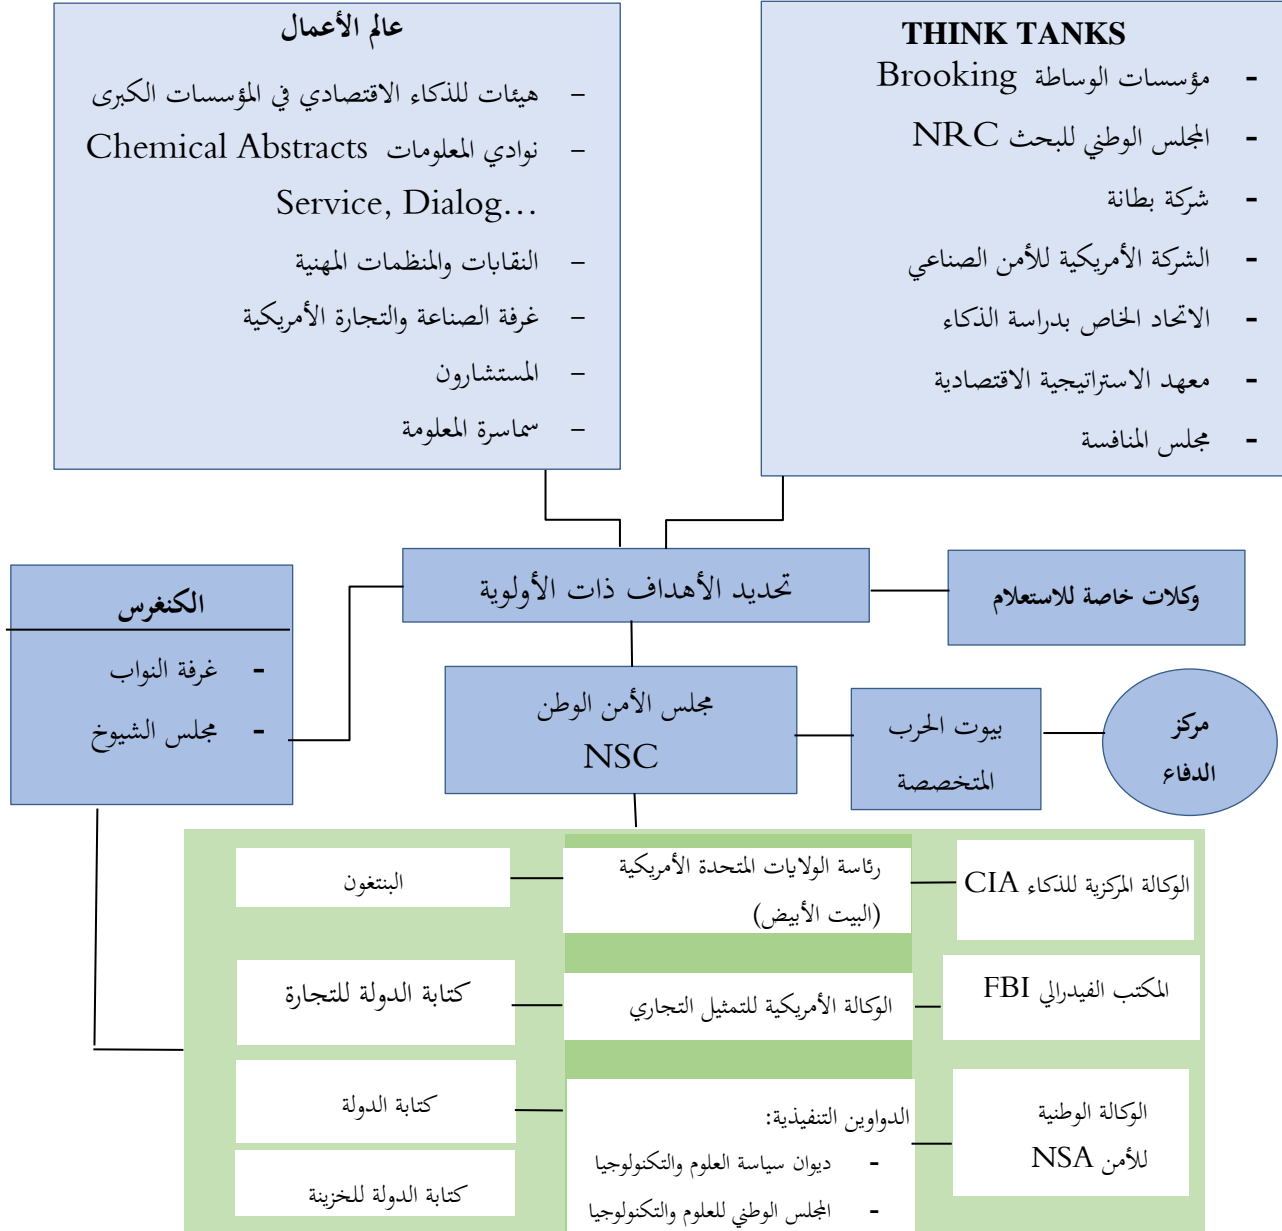 عالم الأعمال
– هيئات للذكاء الاقتصادي في المؤسسات الكبرى
– نوادي المعلومات Chemical Abstracts
Service, Dialog…
– النقابات والمنظمات المهنية
– غرفة الصناعة والتجارة الأمريكية
– المستشارون
– سماسرة المعلومة
THINK TANKS
- مؤسسات الوساطة Brooking
- المجلس الوطني للبحث NRC
- شركة بطانة
- الشركة الأمريكية للأمن الصناعي
- الاتحاد الخاص بدراسة الذكاء
- معهد الاستراتيجية الاقتصادية
- مجلس المنافسة
تحديد الأهداف ذات الأولوية
وكلات خاصة للاستعلام
الكنغرس
- غرفة النواب
- مجلس الشيوخ
مجلس الأمن الوطن
NSC
بيوت الحرب
المتخصصة
مركز
الدفاع
رئاسة الولايات المتحدة الأمريكية
(البيت الأبيض)
البنتغون
الوكالة المركزية للذكاء CIA
كتابة الدولة للتجارة
الوكالة الأمريكية للتمثيل التجاري
المكتب الفيدرالي FBI
كتابة الدولة
كتابة الدولة للخزينة
الدواوين التنفيذية:
- ديوان سياسة العلوم والتكنولوجيا
- المجلس الوطني للعلوم والتكنولوجيا
الوكالة الوطنية
للأمن NSA